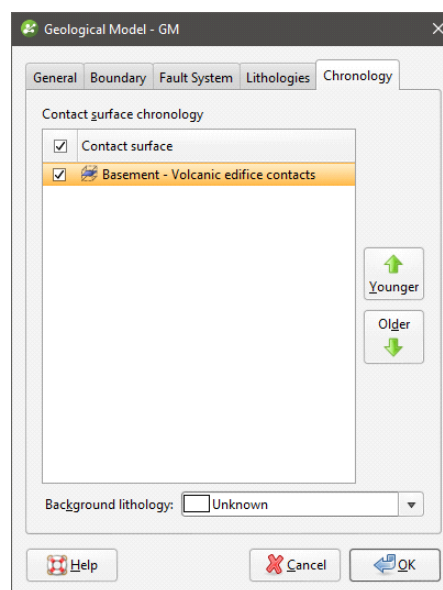 Geological Model - GM
General Boundary Fault System Lithologies Chronology
Contact surface chronology
Contact surface
Basement - Volcanic edifice contacts
Younger
Older
Background lithology: Unknown
Help Cancel OK